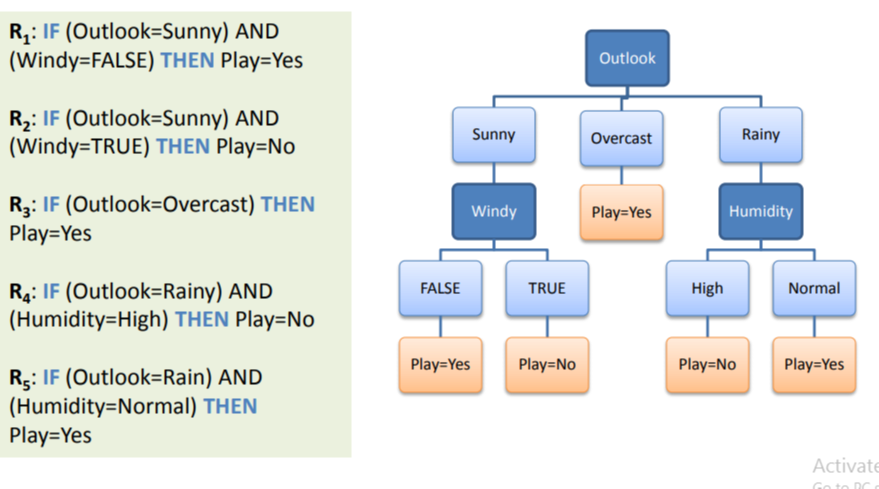 R1: IF (Outlook=Sunny) AND
(Windy=FALSE) THEN Play=Yes
R2: IF (Outlook=Sunny) AND
(Windy=TRUE) THEN Play=No
R3: IF (Outlook=Overcast) THEN
Play=Yes
R4: IF (Outlook=Rainy) AND
(Humidity=High) THEN Play=No
R5: IF (Outlook=Rain) AND
(Humidity=Normal) THEN
Play=Yes
Outlook
Sunny
Overcast
Rainy
Windy
Play=Yes
Humidity
FALSE
TRUE
High
Normal
Play=Yes
Play=No
Play=No
Play=Yes
Activate
Go to PC